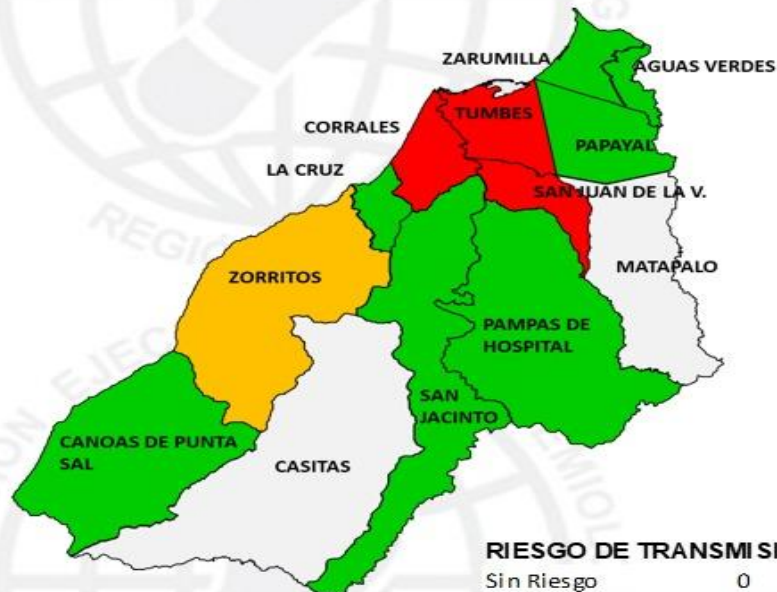 ZARUMILLA
AGUAS VERDES
TUMBES
CORRALES
PAPAYAL
LA CRUZ
SAN JUAN DE LA V.
MATAPALO
ZORRITOS
PAMPAS DE
HOSPITAL
SAN
JACINTO
CANOAS DE PUNTA
SAL
CASITAS
RIESGO DE TRANSMISI
Sin Riesgo 0